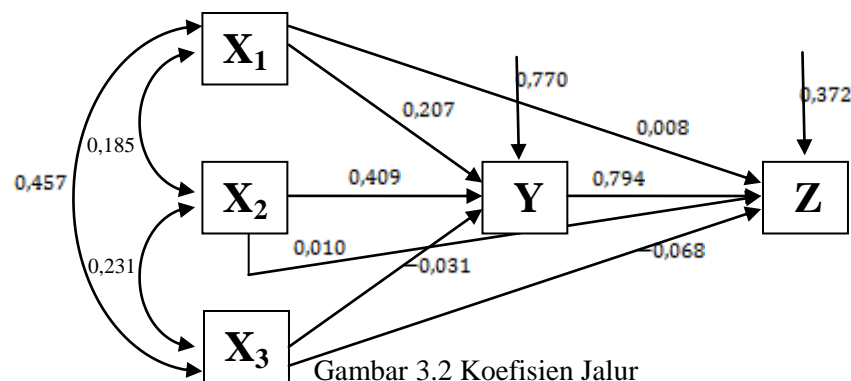 X1
0,770
0,372
0,207
0,008
0,185
0,457
X2
0,409
Y
0,794
Z
0,010
−0,031
−0,068
0,231
X3
Gambar 3.2 Koefisien Jalur